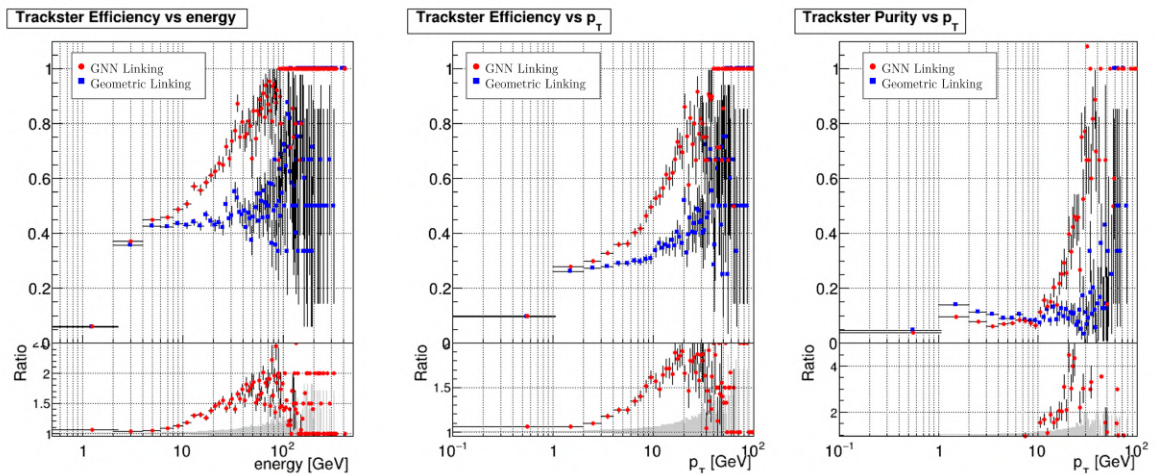 Trackster Efficiency vs energy
1
0.8
0.6
0.4
0.2
0
GNN Linking
Geometric Linking
Ratio
2
1.5
1
1
10
10²
energy [GeV]
Trackster Efficiency vs p_T
1
0.8
0.6
0.4
0.2
0
GNN Linking
Geometric Linking
Ratio
1.5
1
10⁻¹
1
10
10²
p_T [GeV]
Trackster Purity vs p_T
1
0.8
0.6
0.4
0.2
0
GNN Linking
Geometric Linking
Ratio
4
2
10⁻¹
1
10
10²
p_T [GeV]